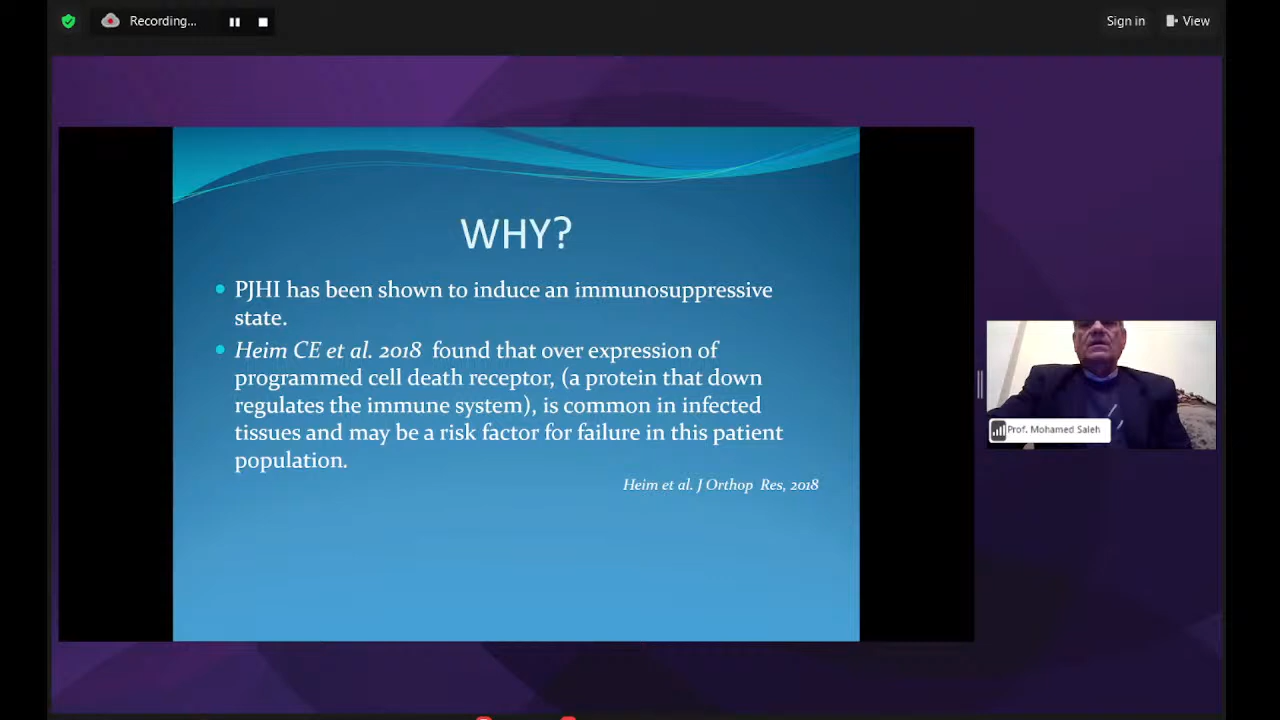 Recording...
Sign in
View
WHY?
PJHI has been shown to induce an immunosuppressive
state.
Heim CE et al. 2018 found that over expression of
programmed cell death receptor, (a protein that down
regulates the immune system), is common in infected
tissues and may be a risk factor for failure in this patient
population.
Heim et al. J Orthop Res, 2018
Prof. Mohamed Saleh